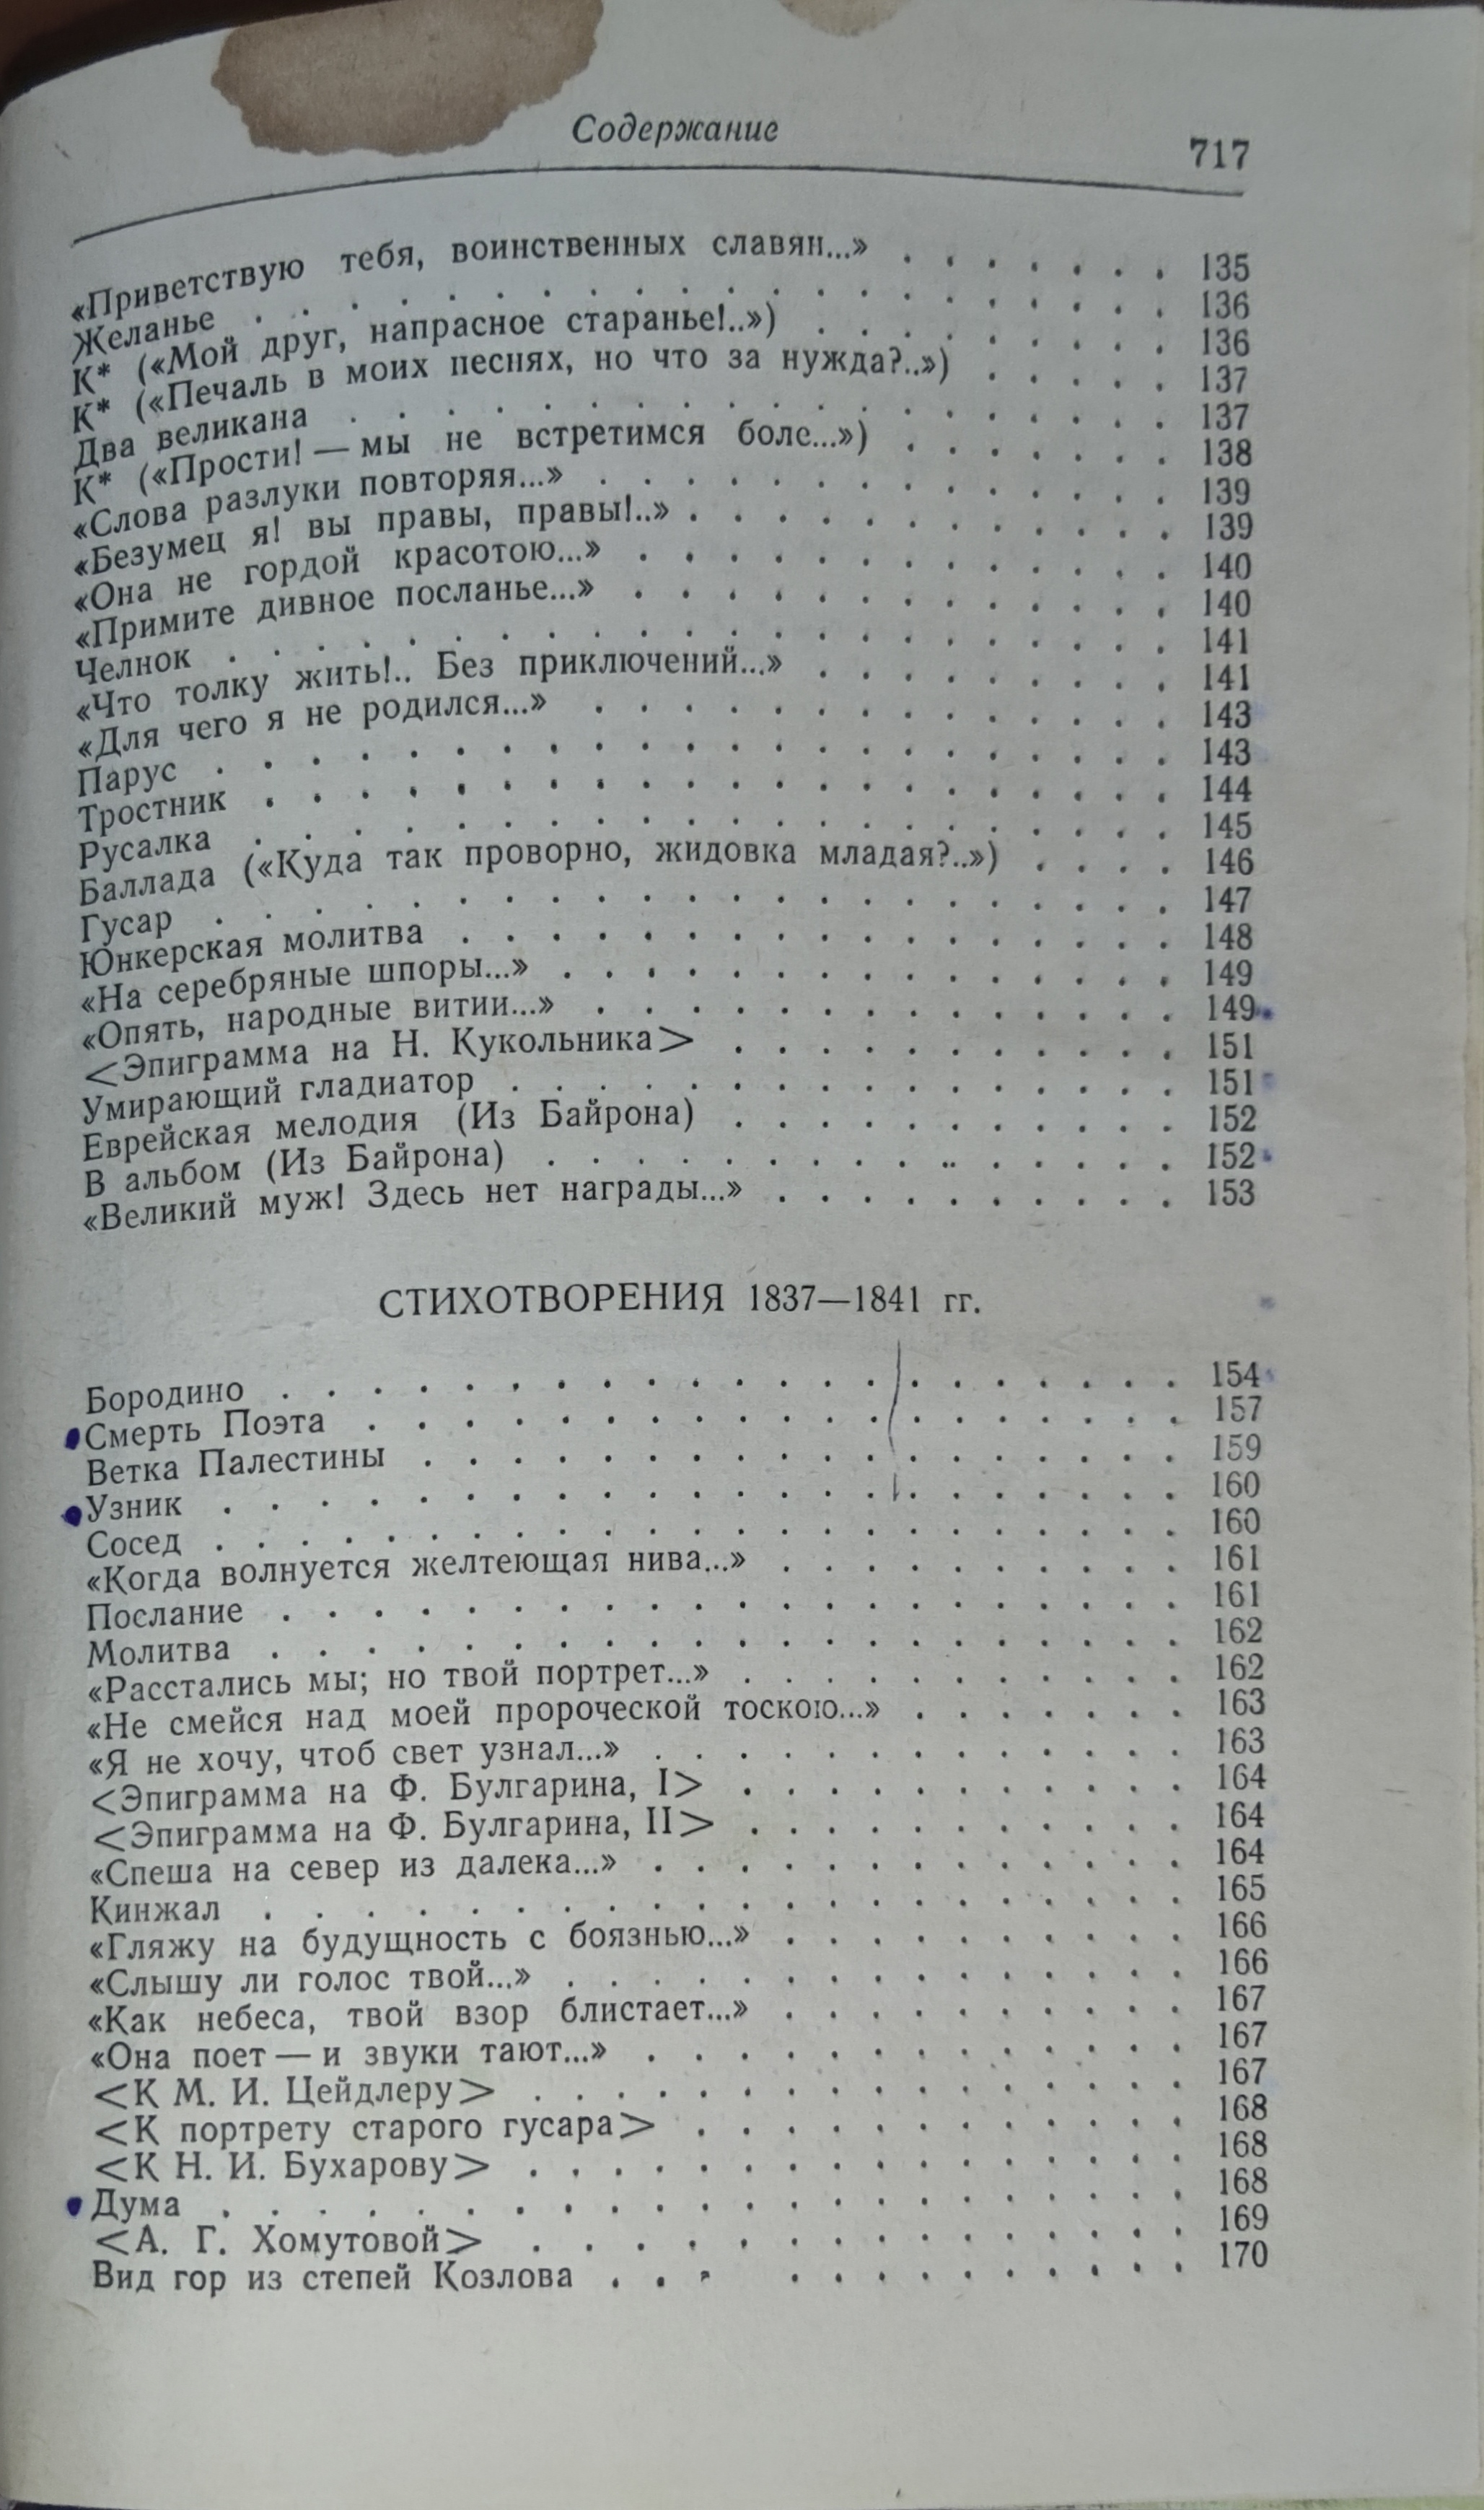 Содержание
717
«Приветствую тебя, воинственных славян...» . . . . . . . 135
Желанье . . . . . . . . . . . . . . . . . . . . 136
К* («Мой друг, напрасное старанье!..») . . . . . . . . 136
К* («Печаль в моих песнях, но что за нужда?..») . . . . . 137
Два великана . . . . . . . . . . . . . . . . . . 137
К* («Прости! — мы не встретимся боле...») . . . . . . . 138
«Слова разлуки повторяя...» . . . . . . . . . . . . . 139
«Безумец я! вы правы, правы!..» . . . . . . . . . . . 139
«Она не гордой красотою...» . . . . . . . . . . . . 140
«Примите дивное посланье...» . . . . . . . . . . . . 140
Челнок . . . . . . . . . . . . . . . . . . . . . 141
«Что толку жить!.. Без приключений...» . . . . . . . . 141
«Для чего я не родился...» . . . . . . . . . . . . . 143
Парус . . . . . . . . . . . . . . . . . . . . . 143
Тростник . . . . . . . . . . . . . . . . . . . . 144
Русалка . . . . . . . . . . . . . . . . . . . . 145
Баллада («Куда так проворно, жидовка младая?..») . . . . 146
Гусар . . . . . . . . . . . . . . . . . . . . . 147
Юнкерская молитва . . . . . . . . . . . . . . . . 148
«На серебряные шпоры...» . . . . . . . . . . . . . . 149
«Опять, народные витии...» . . . . . . . . . . . . . 149
<Эпиграмма на Н. Кукольника> . . . . . . . . . . . 151
Умирающий гладиатор . . . . . . . . . . . . . . . 151
Еврейская мелодия (Из Байрона) . . . . . . . . . . . 152
В альбом (Из Байрона) . . . . . . . . . . . . . . 152
«Великий муж! Здесь нет награды...» . . . . . . . . . . 153
СТИХОТВОРЕНИЯ 1837—1841 гг.
Бородино . . . . . . . . . . . . . . . . . . . . 154
Смерть Поэта . . . . . . . . . . . . . . . . . . 157
Ветка Палестины . . . . . . . . . . . . . . . . . 159
Узник . . . . . . . . . . . . . . . . . . . . . 160
Сосед . . . . . . . . . . . . . . . . . . . . . 160
«Когда волнуется желтеющая нива...» . . . . . . . . . . 161
Послание . . . . . . . . . . . . . . . . . . . . 161
Молитва . . . . . . . . . . . . . . . . . . . . 162
«Расстались мы; но твой портрет...» . . . . . . . . . . 162
«Не смейся над моей пророческой тоскою...» . . . . . . . 163
«Я не хочу, чтоб свет узнал...» . . . . . . . . . . . . 163
<Эпиграмма на Ф. Булгарина, I> . . . . . . . . . . . 164
<Эпиграмма на Ф. Булгарина, II> . . . . . . . . . . . 164
«Спеша на север из далека...» . . . . . . . . . . . . 164
Кинжал . . . . . . . . . . . . . . . . . . . . 165
«Гляжу на будущность с боязнью...» . . . . . . . . . . 166
«Слышу ли голос твой...» . . . . . . . . . . . . . . 166
«Как небеса, твой взор блистает...» . . . . . . . . . . 167
«Она поет — и звуки тают...» . . . . . . . . . . . . 167
<К М. И. Цейдлеру> . . . . . . . . . . . . . . . 167
<К портрету старого гусара> . . . . . . . . . . . . 168
<К Н. И. Бухарову> . . . . . . . . . . . . . . . 168
Дума . . . . . . . . . . . . . . . . . . . . . 168
<А. Г. Хомутовой> . . . . . . . . . . . . . . . 169
Вид гор из степей Козлова . . . . . . . . . . . . . 170